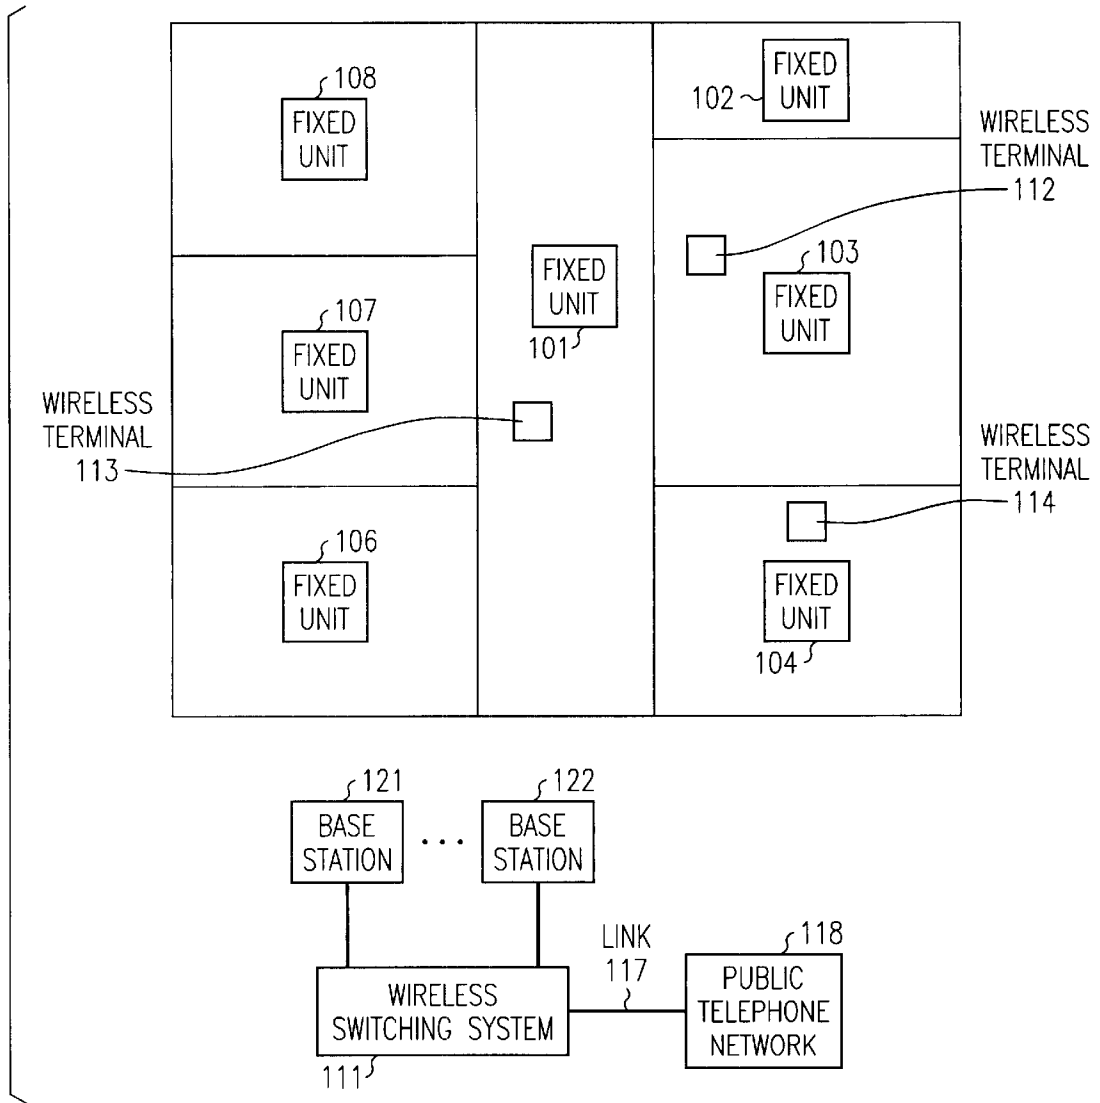 108
FIXED
UNIT
102
FIXED
UNIT
WIRELESS
TERMINAL
112
FIXED
UNIT
101
103
FIXED
UNIT
107
FIXED
UNIT
WIRELESS
TERMINAL
113
WIRELESS
TERMINAL
114
106
FIXED
UNIT
FIXED
UNIT
104
121
BASE
STATION
...
122
BASE
STATION
WIRELESS
SWITCHING SYSTEM
111
LINK
117
118
PUBLIC
TELEPHONE
NETWORK